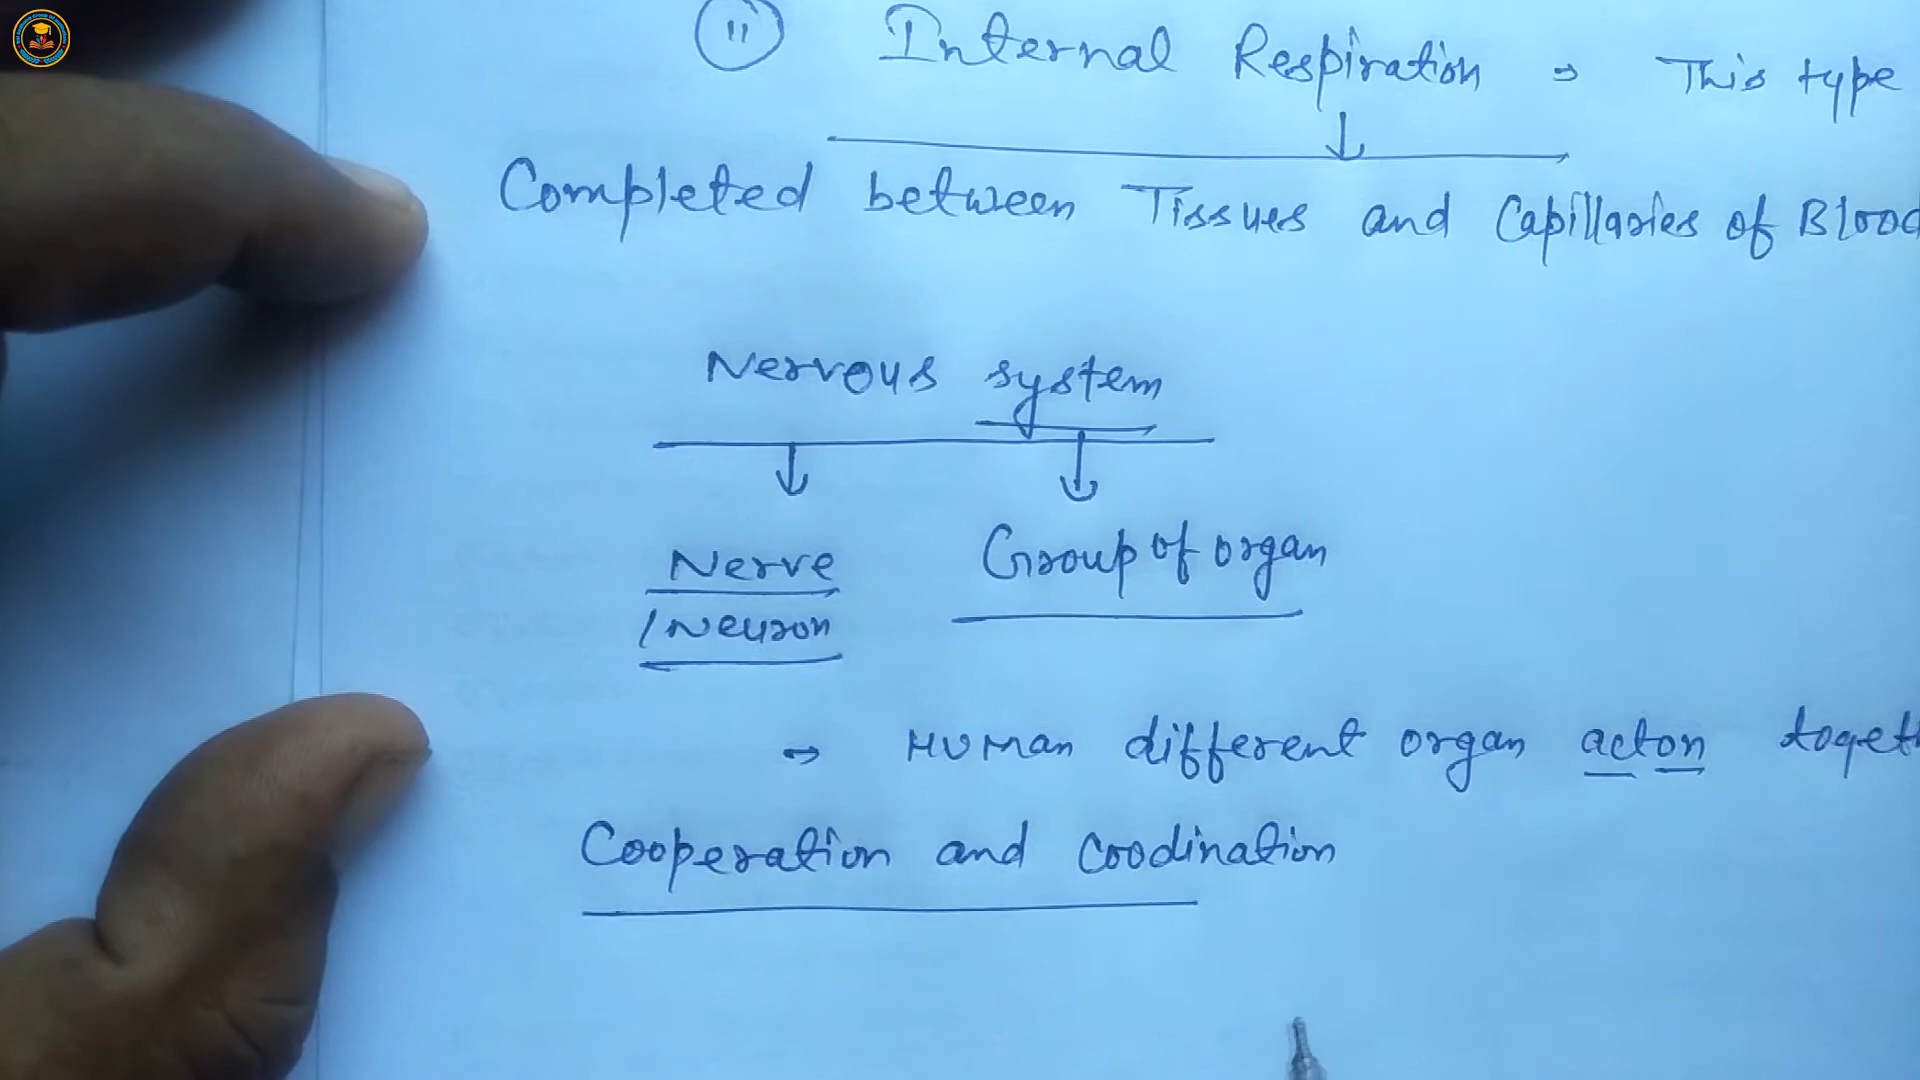 11 Internal Respiration → This type
Completed between Tissues and Capillaries of Blood
Nervous system
Nerve Group of organ
/Neuron
→ Human different organ acton toget
Cooperation and coodination